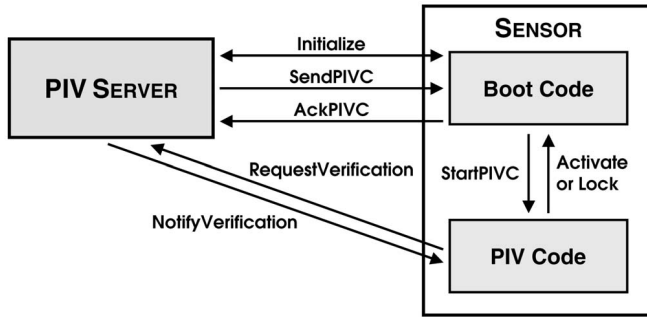 SENSOR
Initialize
PIV SERVER
SendPIVC
Boot Code
AckPIVC
RequestVerification
StartPIVC
Activate
or Lock
NotifyVerification
PIV Code